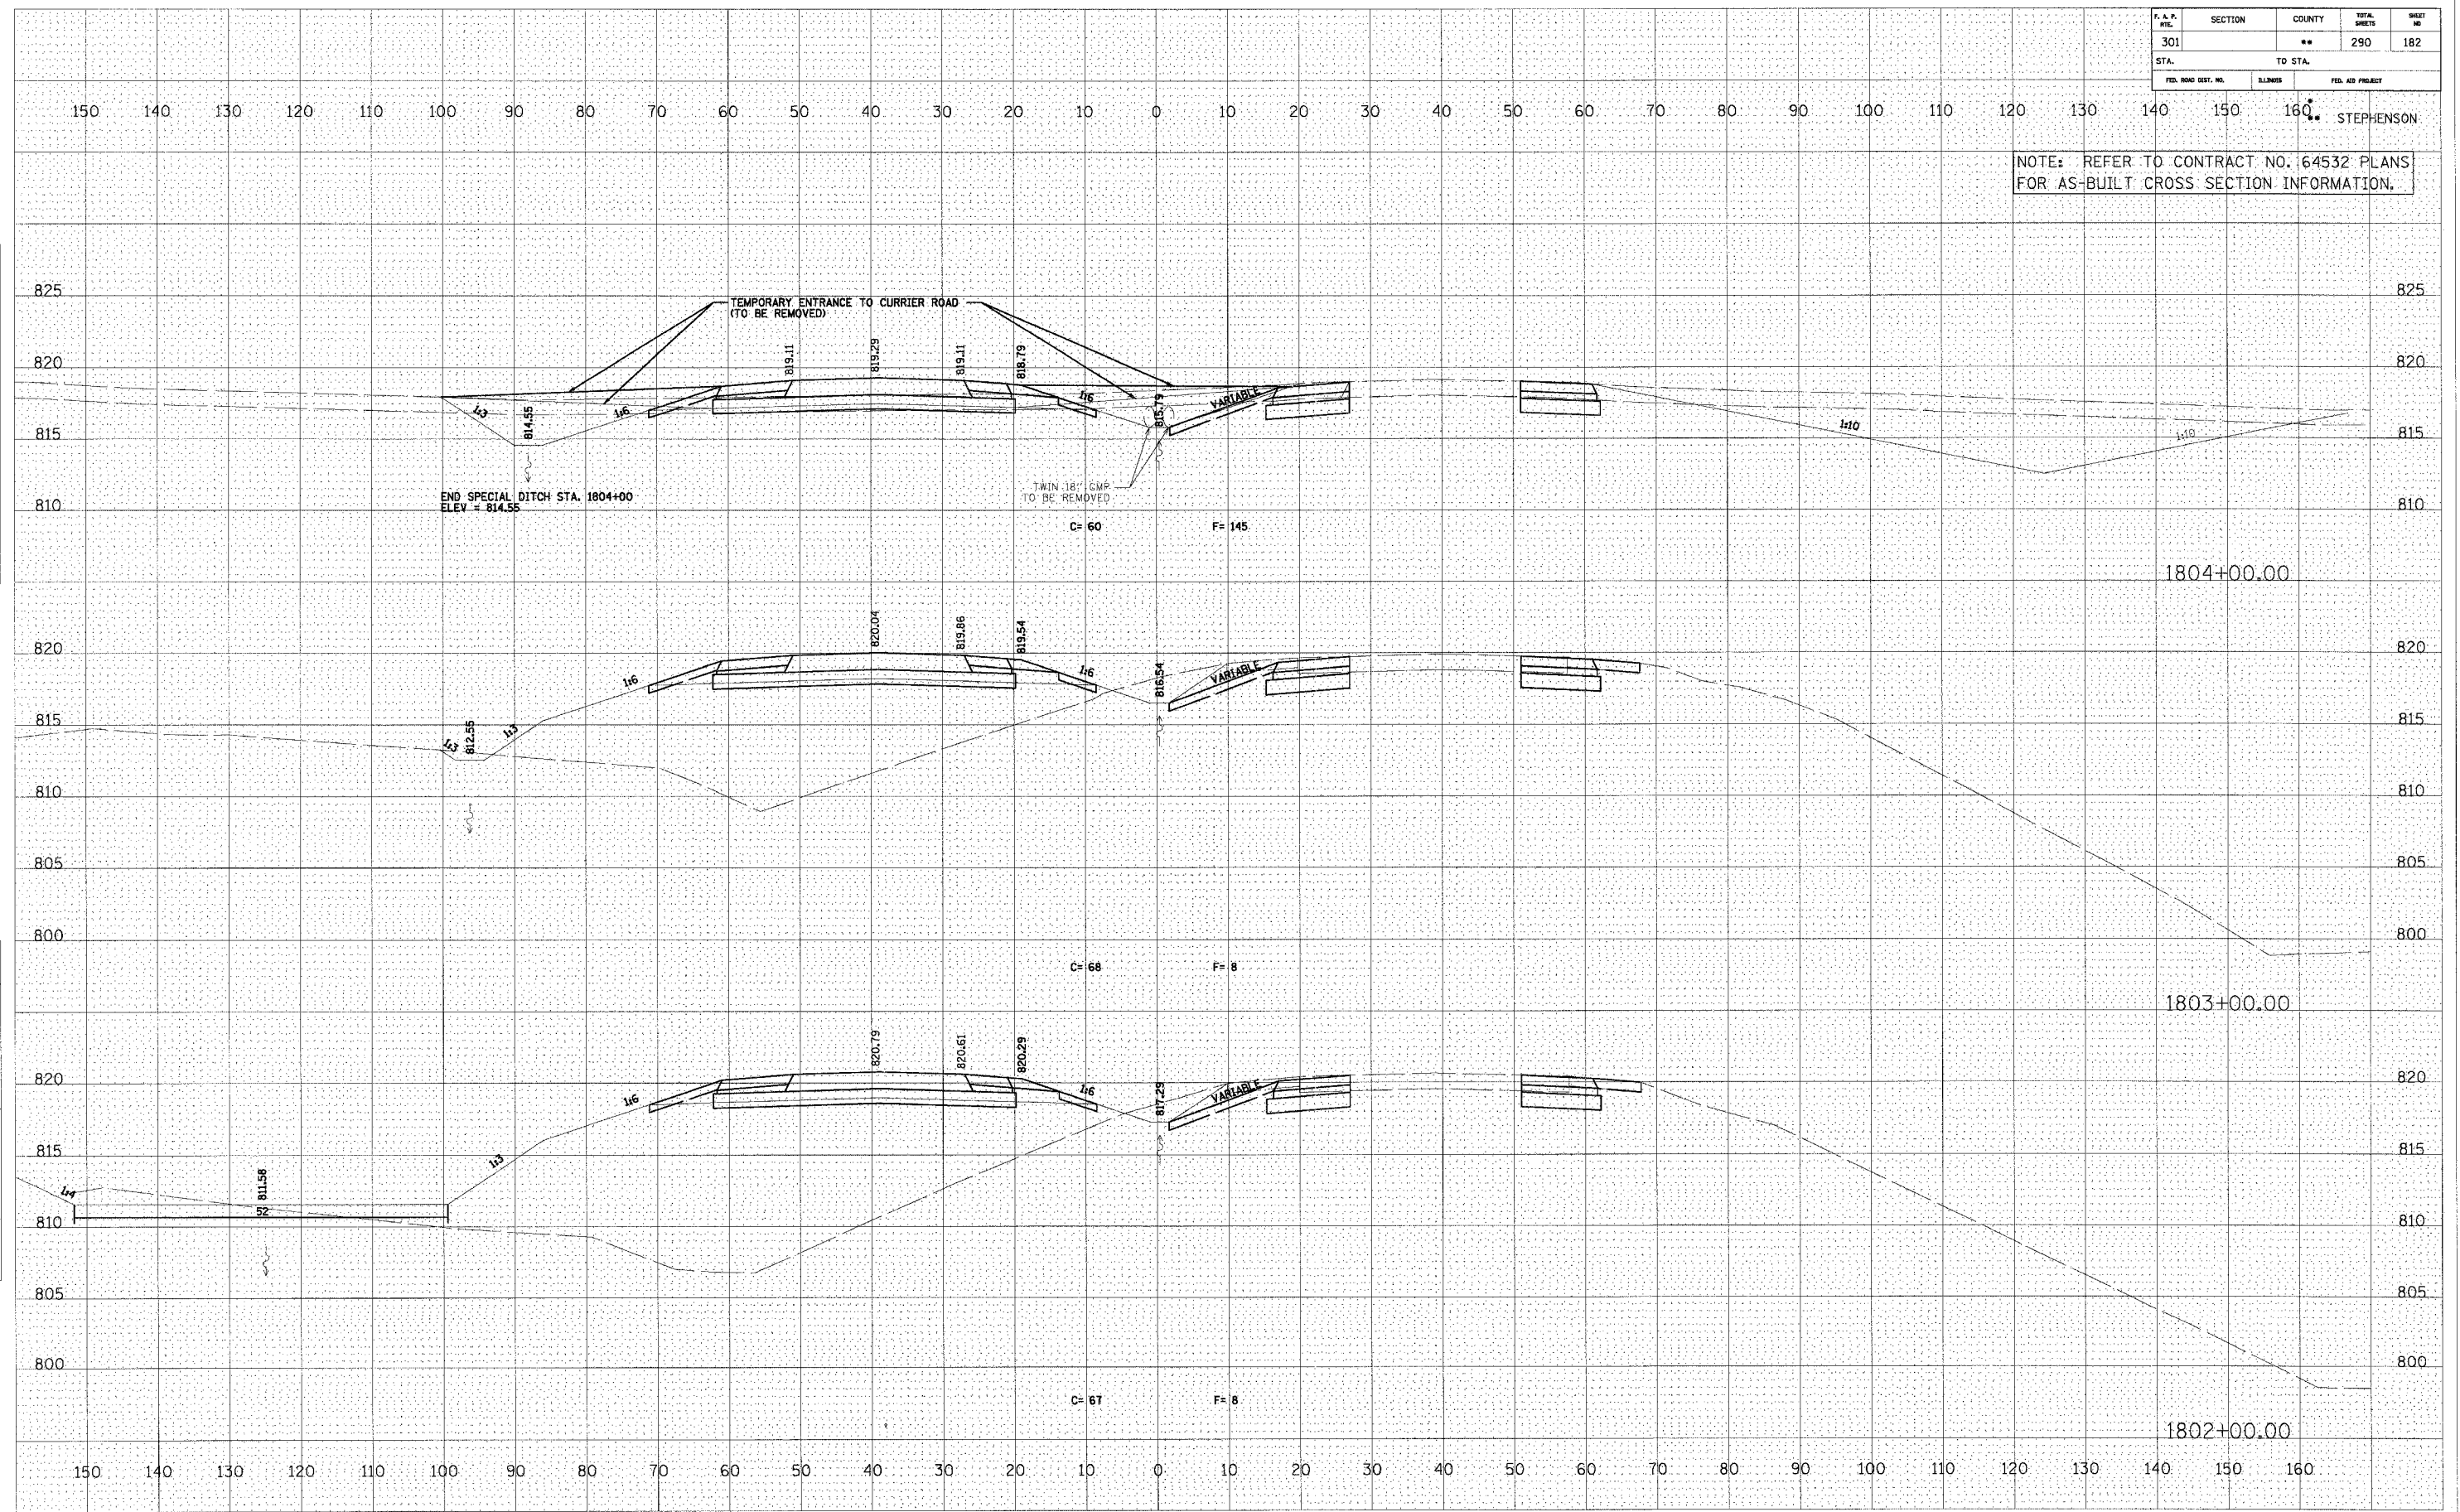 F. A. P. RTE. SECTION COUNTY TOTAL SHEETS SHEET NO
301 ** 290 182
STA. TO STA.
FED. ROAD DIST. NO. ILLINOIS FED. AID PROJECT
*
** STEPHENSON
150 140 130 120 110 100 90 80 70 60 50 40 30 20 10 0 10 20 30 40 50 60 70 80 90 100 110 120 130 140 150 160
NOTE: REFER TO CONTRACT NO. 64532 PLANS
FOR AS-BUILT CROSS SECTION INFORMATION.
825 825
TEMPORARY ENTRANCE TO CURRIER ROAD
(TO BE REMOVED)
819.11 819.29 819.11 818.79
820 820
1:3 814.55 1:6 1:6 815.79 VARIABLE 1:10 1:10
815 815
TWIN 18" CMP
TO BE REMOVED
END SPECIAL DITCH STA. 1804+00
ELEV = 814.55
810 810
C= 60 F= 145
1804+00.00
820.04 819.86 819.54
820 820
1:6 1:6 816.54 VARIABLE
815 815
1:3 812.55 1:3
810 810
805 805
800 800
C= 68 F= 8
1803+00.00
820.79 820.61 820.29
820 820
1:6 1:6 817.29 VARIABLE
815 815
1:4 811.58 1:3
52
810 810
805 805
800 800
C= 67 F= 8
1802+00.00
150 140 130 120 110 100 90 80 70 60 50 40 30 20 10 0 10 20 30 40 50 60 70 80 90 100 110 120 130 140 150 160